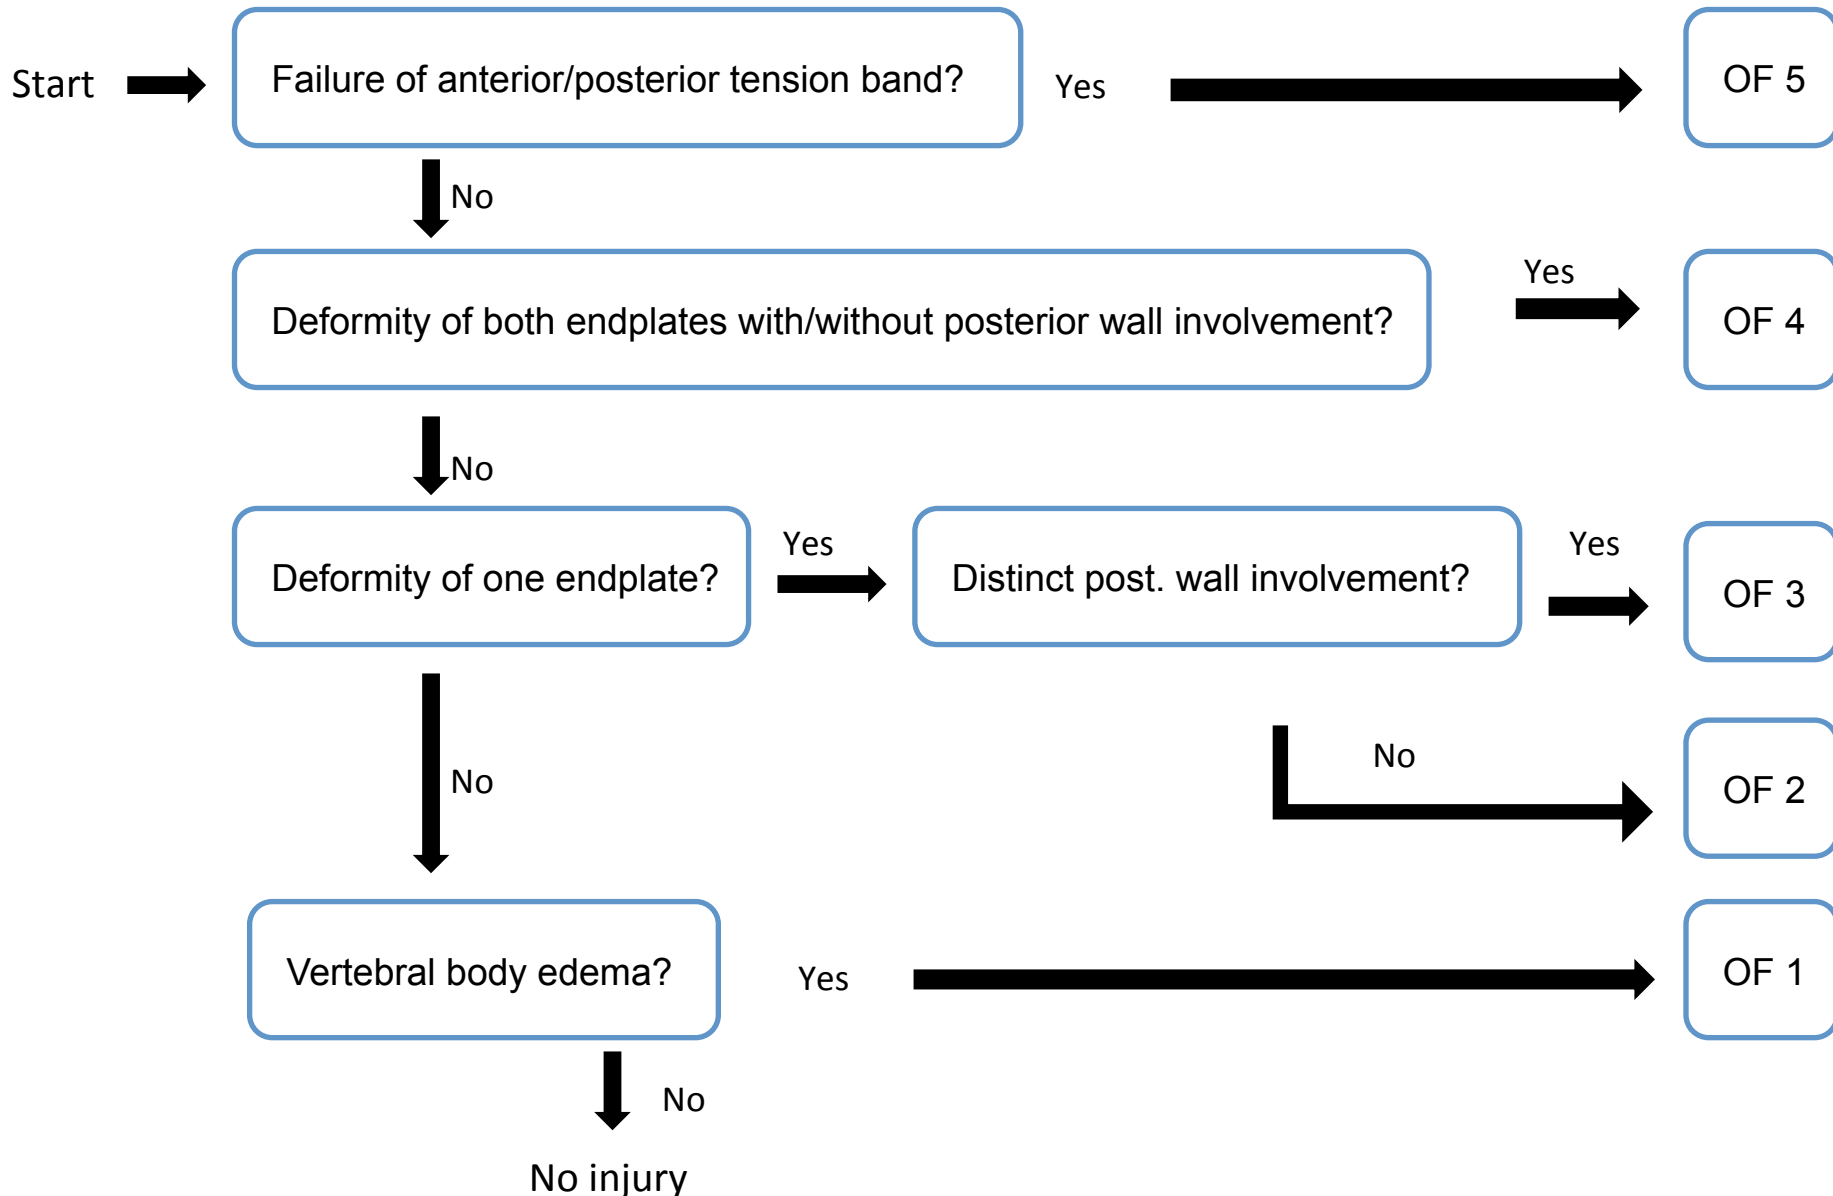 Start
Failure of anterior/posterior tension band?
Yes
OF 5
No
Deformity of both endplates with/without posterior wall involvement?
Yes
OF 4
No
Deformity of one endplate?
Yes
Distinct post. wall involvement?
Yes
OF 3
No
OF 2
No
Vertebral body edema?
Yes
OF 1
No
No injury